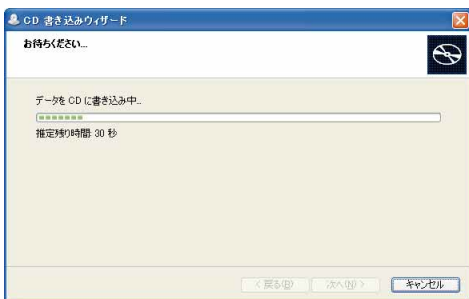 CD 書き込みウィザード
お待ちください...
データを CD に書き込み中...
推定残り時間: 30 秒
< 戻る(B)
次へ(N) >
キャンセル